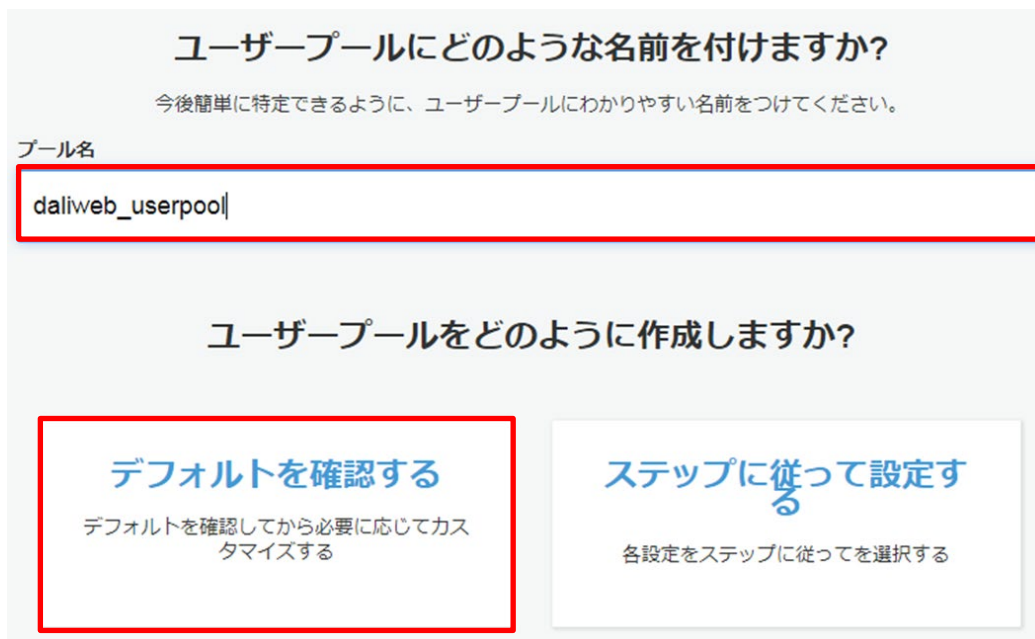 ユーザープールにどのような名前を付けますか?
今後簡単に特定できるように、ユーザープールにわかりやすい名前をつけてください。
プール名
daliweb_userpool
ユーザープールをどのように作成しますか?
デフォルトを確認する
デフォルトを確認してから必要に応じてカス
タマイズする
ステップに従って設定す
る
各設定をステップに従ってを選択する